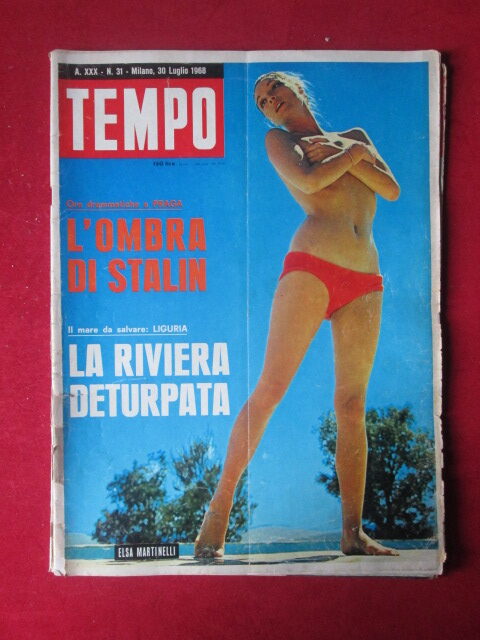 A. XXX - N. 31 - Milano, 30 Luglio 1968
TEMPO
Ore drammatiche a PRAGA
L'OMBRA
DI STALIN
Il mare da salvare: LIGURIA
LA RIVIERA
DETURPATA
ELSA MARTINELLI